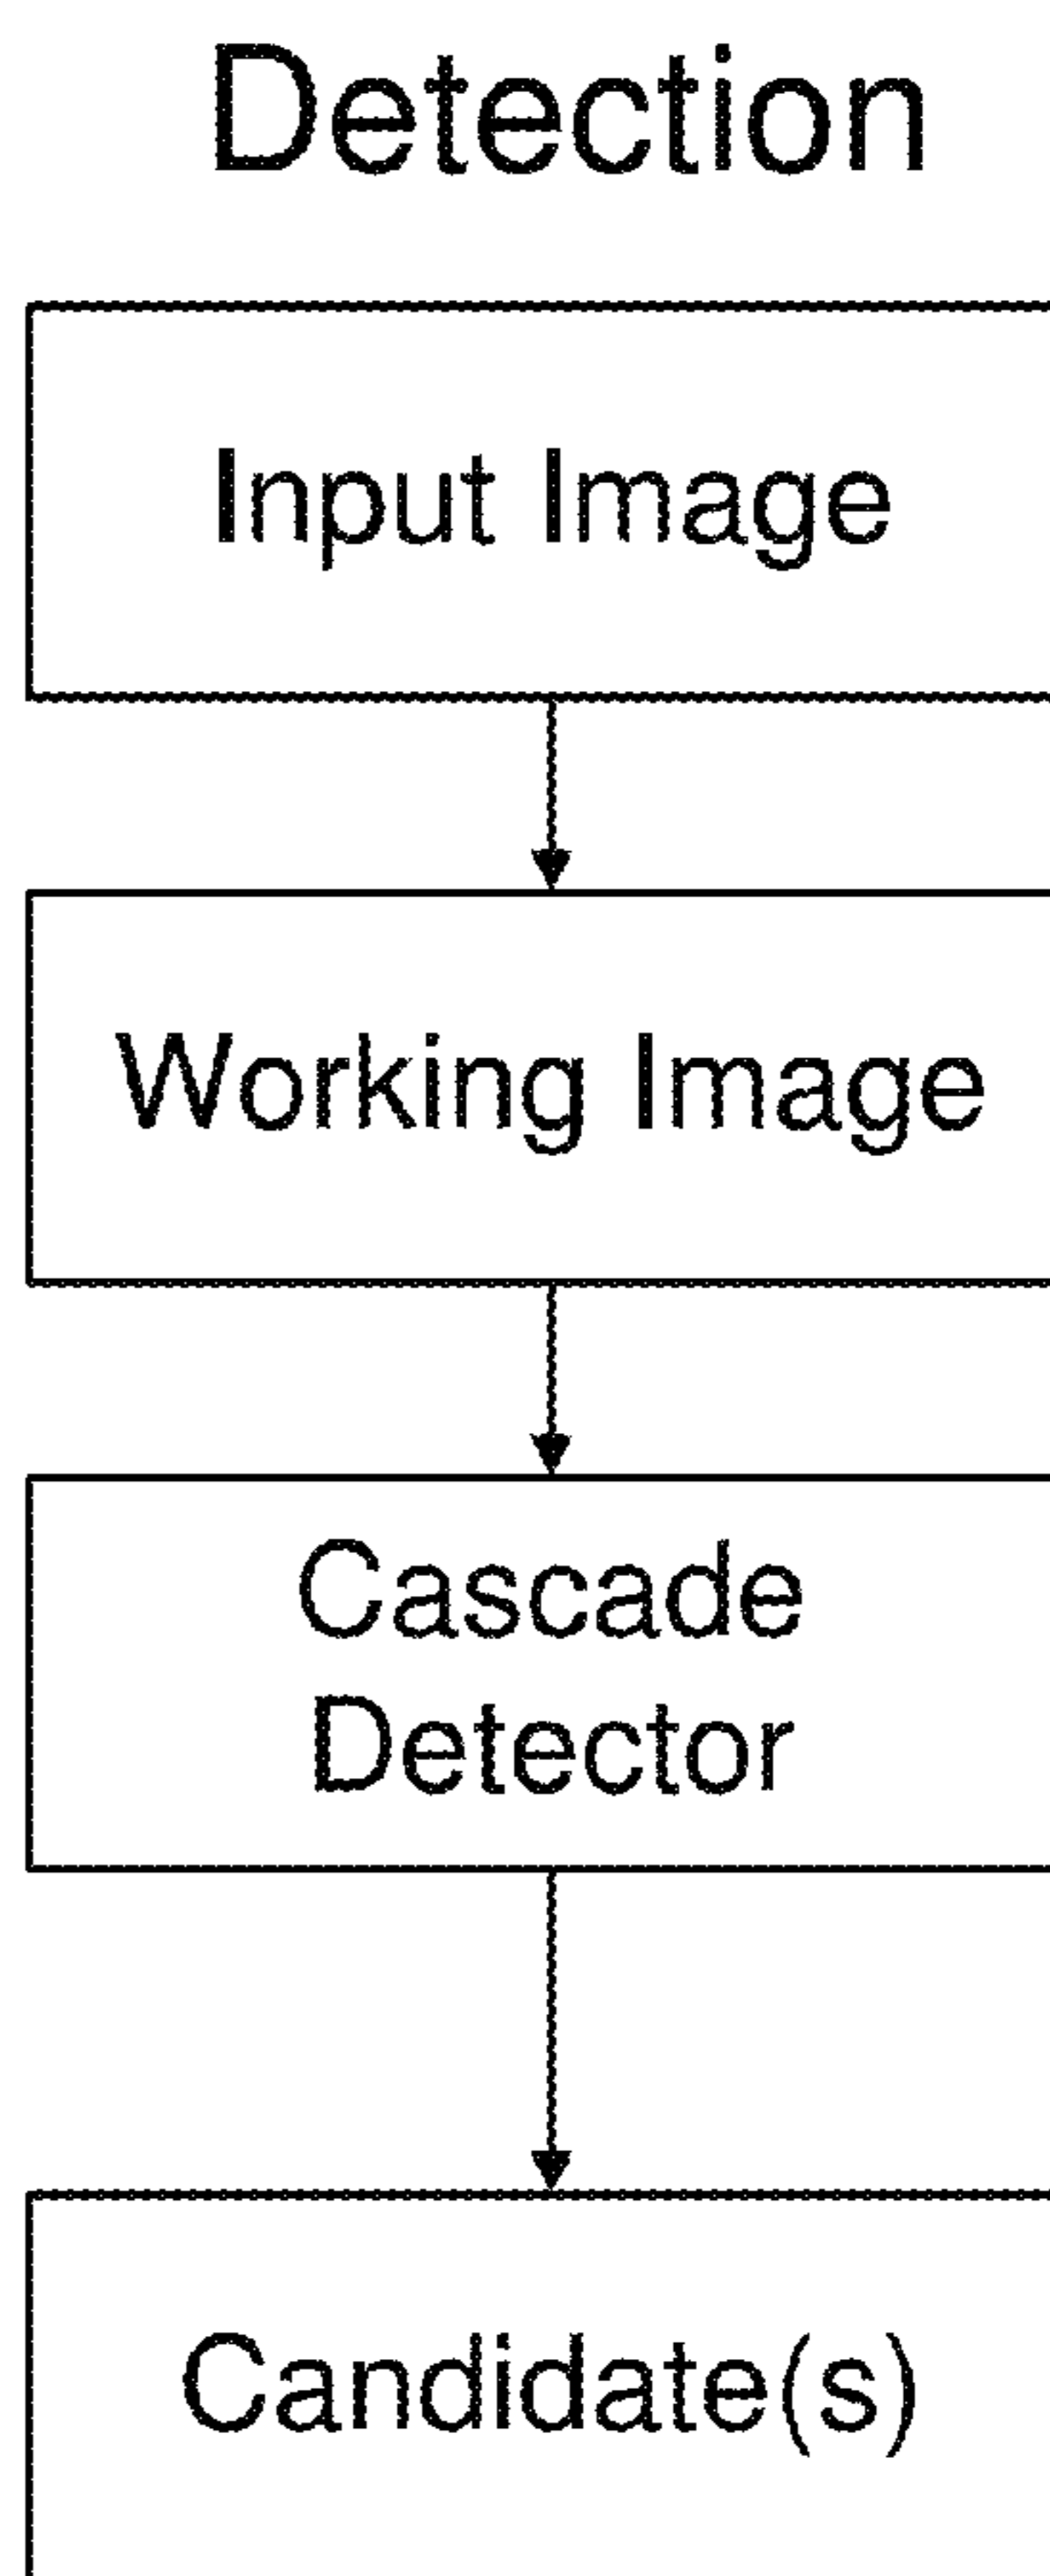 Detection
Input Image
Working Image
Cascade
Detector
Candidate(s)